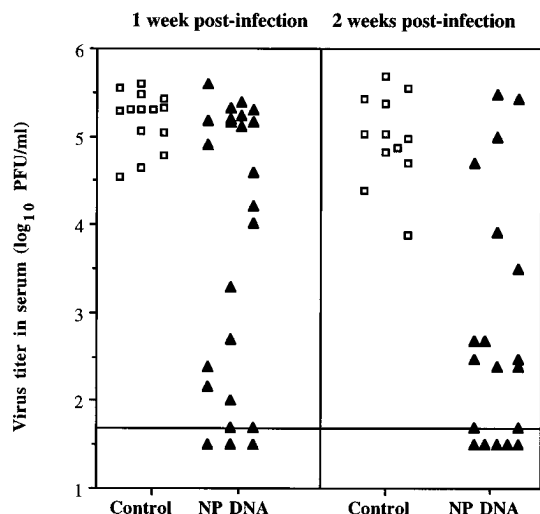 1 week post-infection
2 weeks post-infection
Virus titer in serum (log10 PFU/ml)
6
5
4
3
2
1
Control
NP DNA
Control
NP DNA